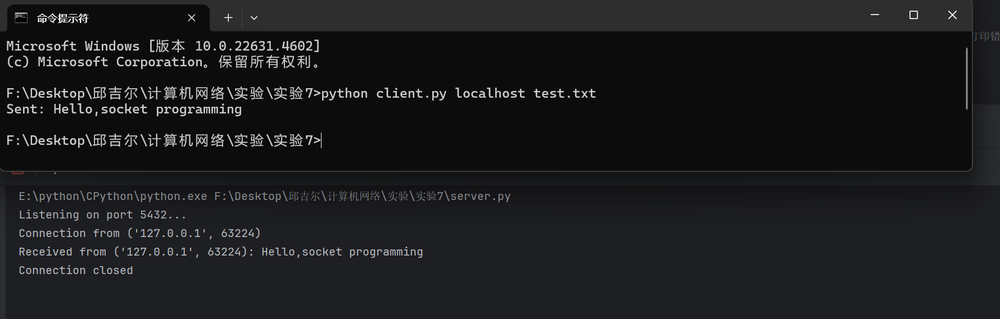 命令提示符
Microsoft Windows [版本 10.0.22631.4602]
(c) Microsoft Corporation。保留所有权利。
F:\Desktop\邱吉尔\计算机网络\实验\实验7>python client.py localhost test.txt
Sent: Hello,socket programming
F:\Desktop\邱吉尔\计算机网络\实验\实验7>
打印错
E:\python\CPython\python.exe F:\Desktop\邱吉尔\计算机网络\实验\实验7\server.py
Listening on port 5432...
Connection from ('127.0.0.1', 63224)
Received from ('127.0.0.1', 63224): Hello,socket programming
Connection closed